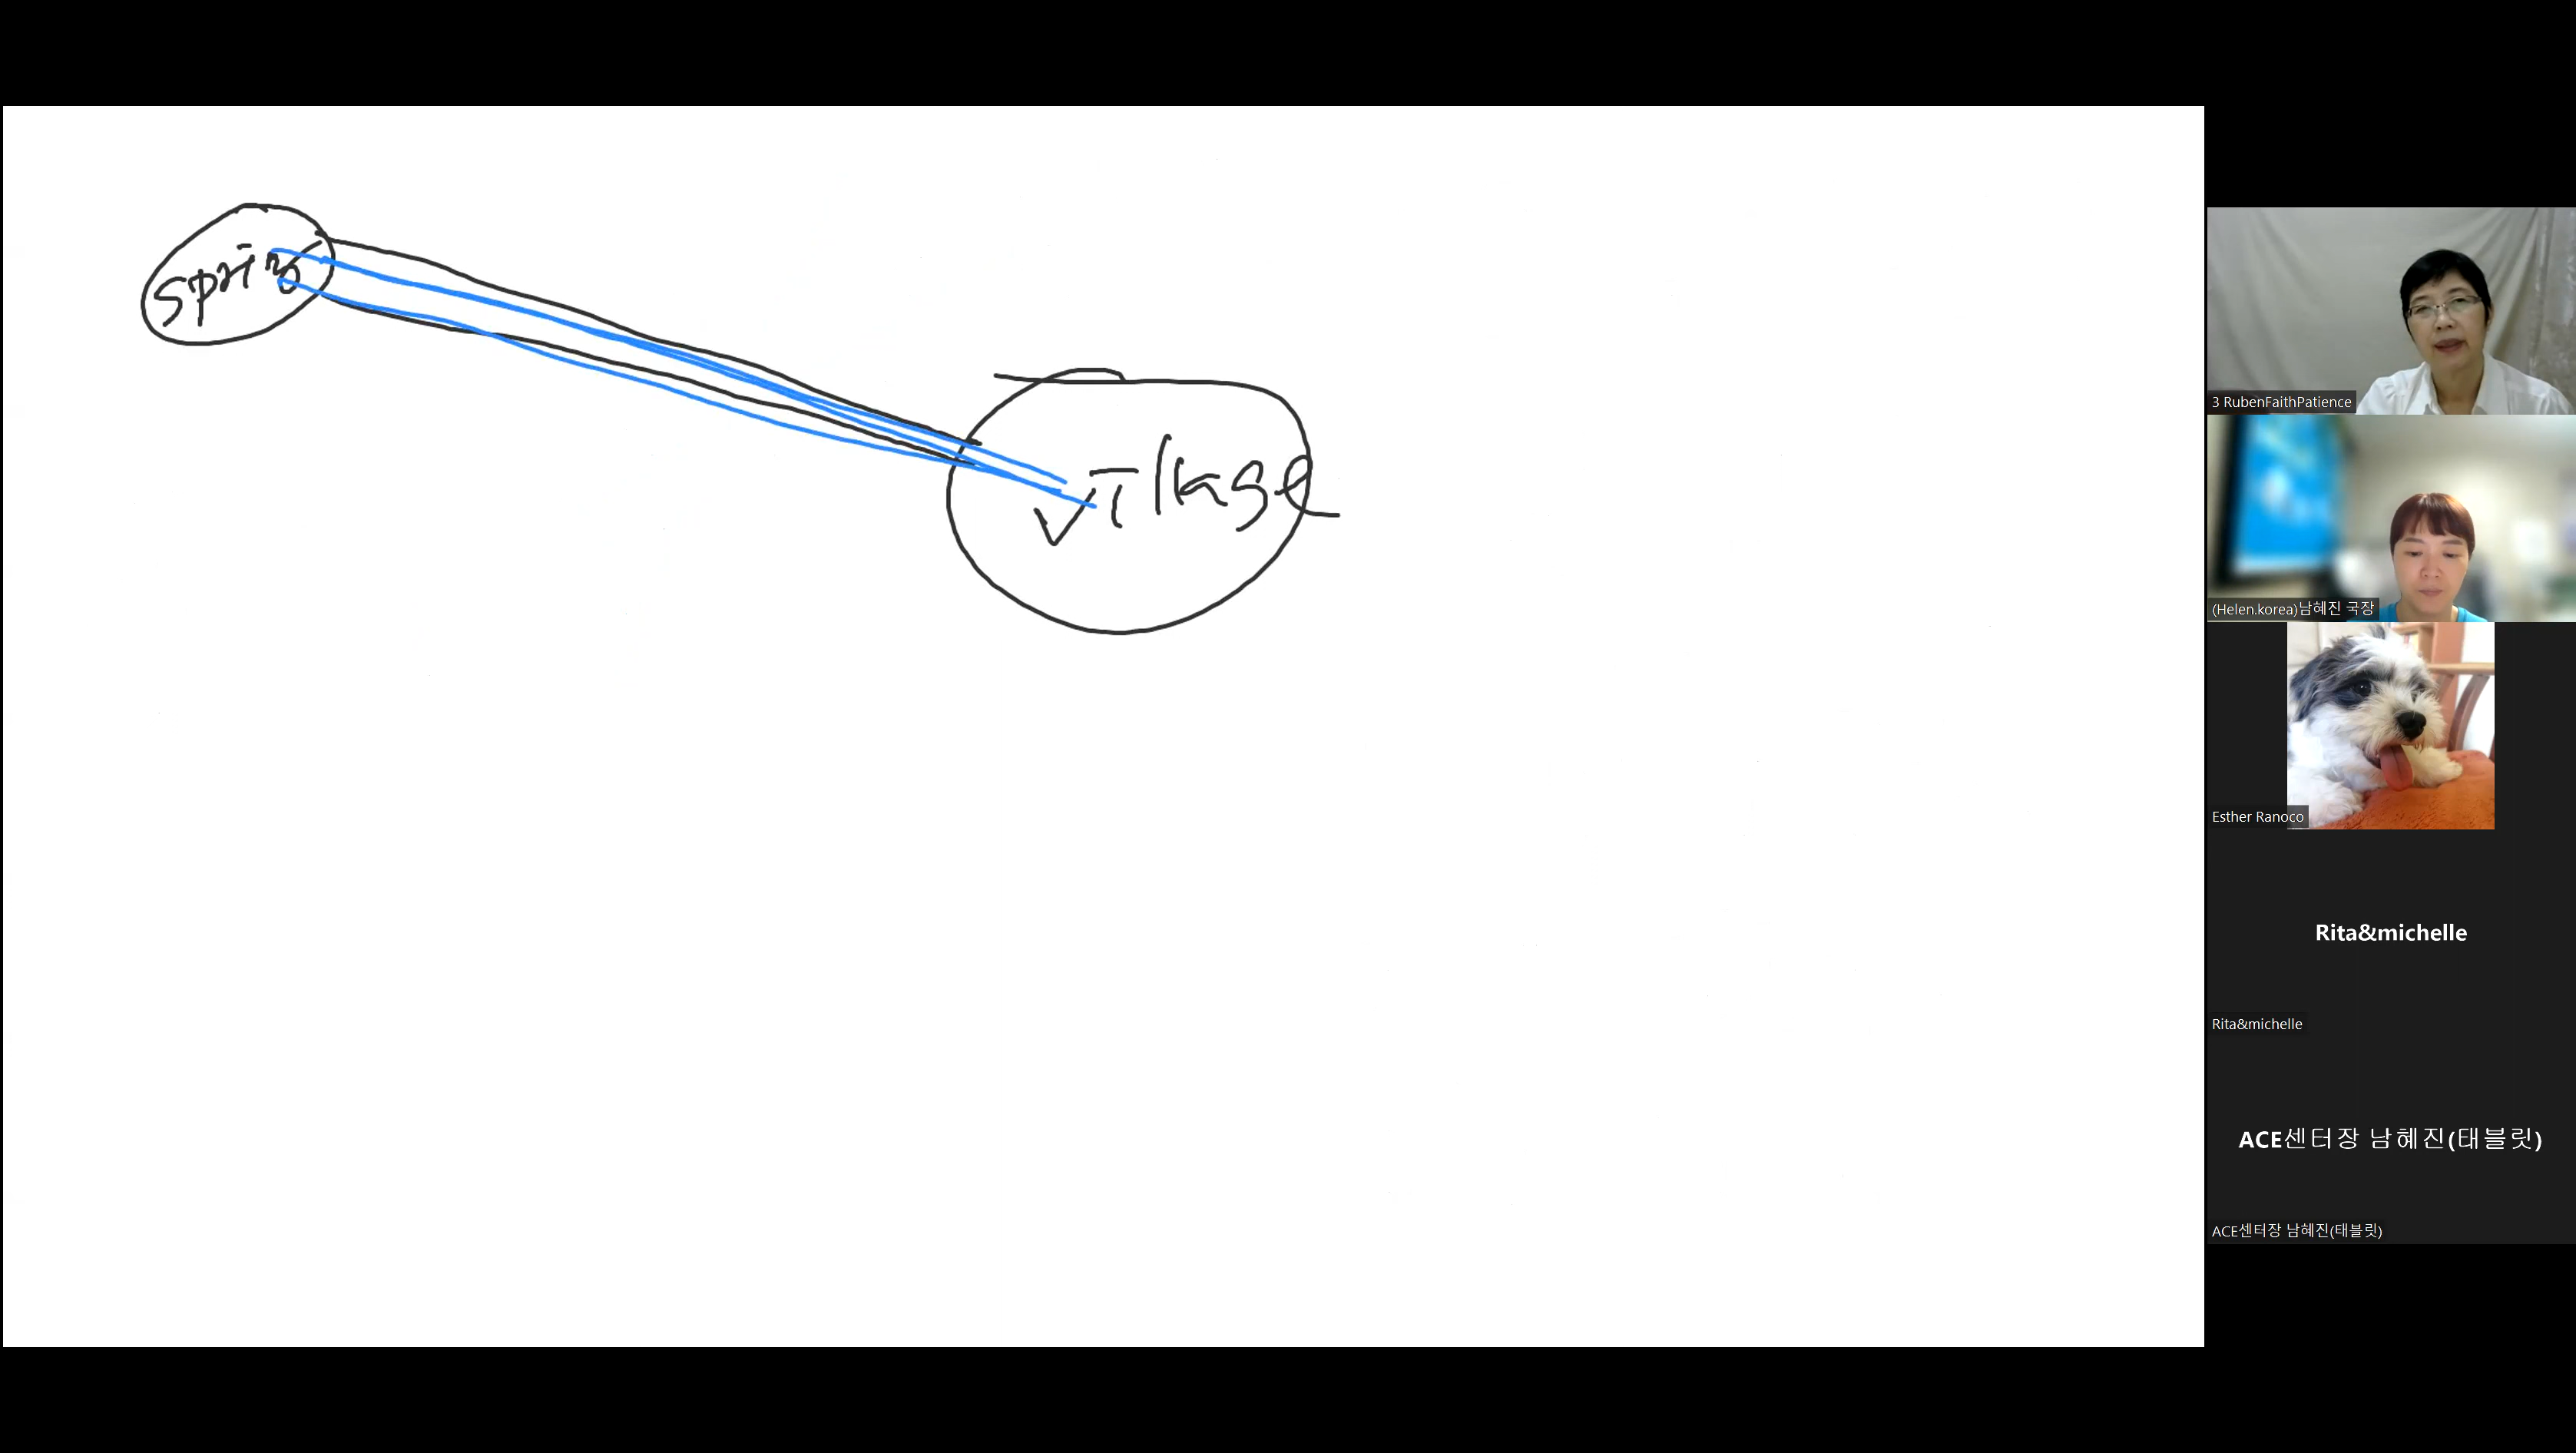 spring
vilkge
3 RubenFaithPatience
(Helen.korea)남혜진 국장
Esther Ranoco
Rita&michelle
Rita&michelle
ACE센터장 남혜진(태블릿)
ACE센터장 남혜진(태블릿)